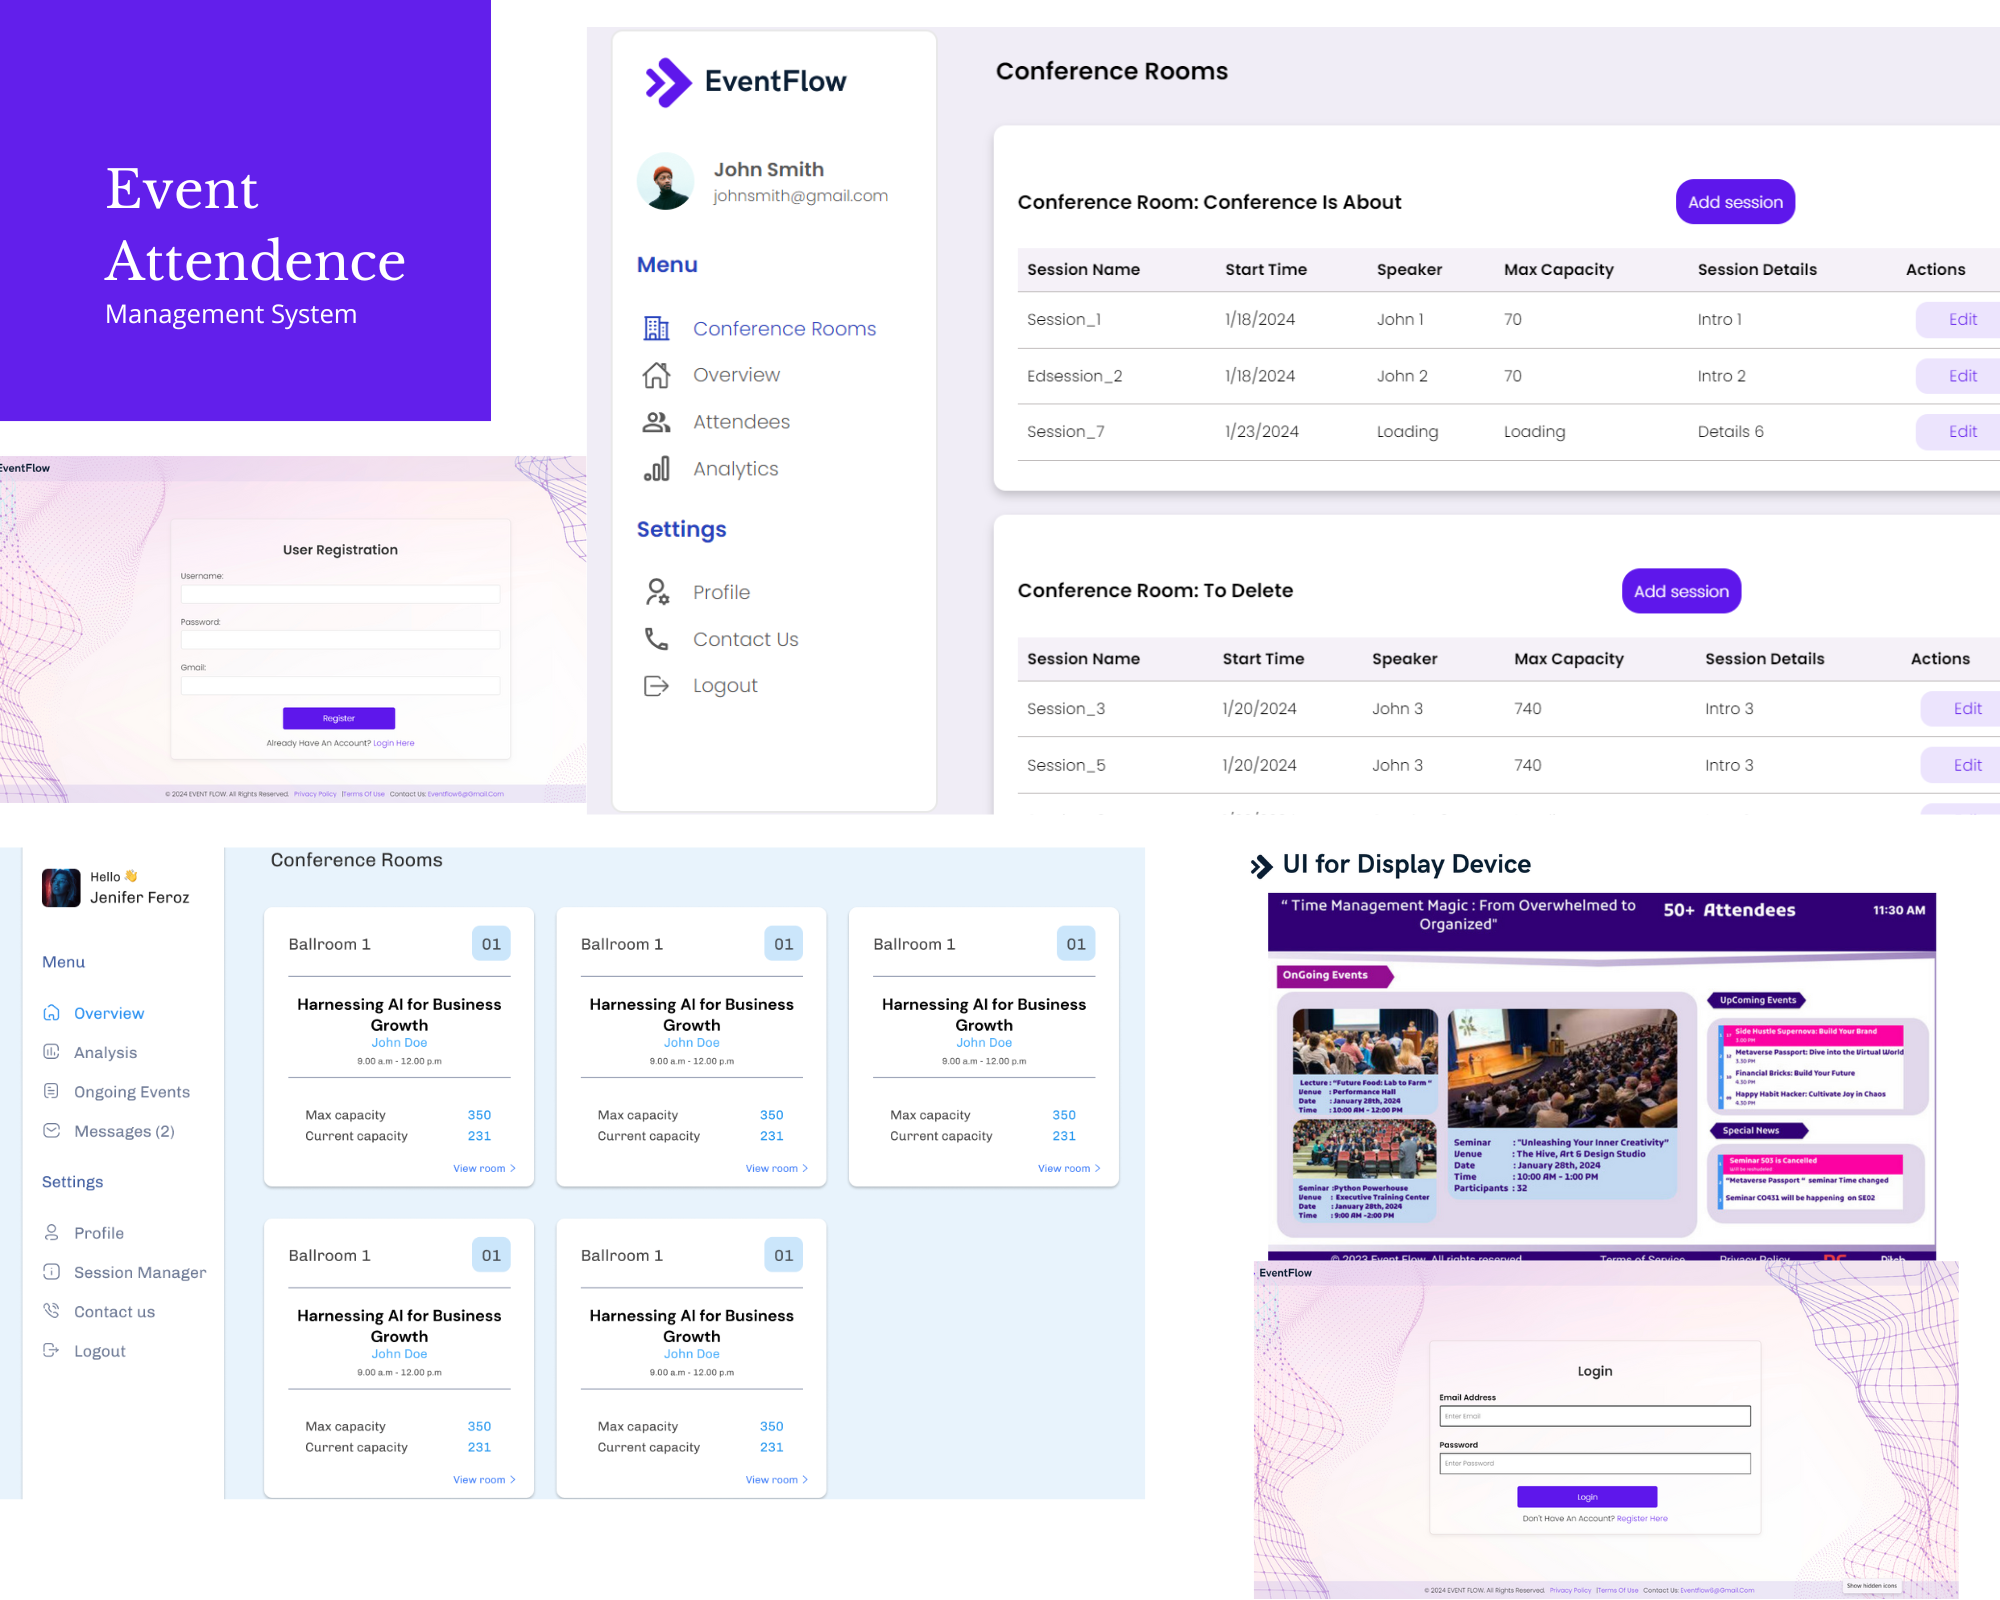 Event
Attendence
Management System
EventFlow
John Smith
johnsmith@gmail.com
Menu
Conference Rooms
Overview
Attendees
Analytics
Settings
Profile
Contact Us
Logout
Conference Rooms
Conference Room: Conference Is About
Add session
Session Name Start Time Speaker Max Capacity Session Details Actions
Session_1 1/18/2024 John 1 70 Intro 1 Edit
Edsession_2 1/18/2024 John 2 70 Intro 2 Edit
Session_7 1/23/2024 Loading Loading Details 6 Edit
Conference Room: To Delete
Add session
Session Name Start Time Speaker Max Capacity Session Details Actions
Session_3 1/20/2024 John 3 740 Intro 3 Edit
Session_5 1/20/2024 John 3 740 Intro 3 Edit
EventFlow
User Registration
Username:
Password:
Gmail:
Register
Already Have An Account? Login Here
© 2024 EVENT FLOW. All Rights Reserved. Privacy Policy |Terms Of Use Contact Us: Eventflow6@Gmail.Com
Hello 👋
Jenifer Feroz
Menu
Overview
Analysis
Ongoing Events
Messages (2)
Settings
Profile
Session Manager
Contact us
Logout
Conference Rooms
Ballroom 1 01
Harnessing AI for Business
Growth
John Doe
9.00 a.m - 12.00 p.m
Max capacity 350
Current capacity 231
View room >
Ballroom 1 01
Harnessing AI for Business
Growth
John Doe
9.00 a.m - 12.00 p.m
Max capacity 350
Current capacity 231
View room >
Ballroom 1 01
Harnessing AI for Business
Growth
John Doe
9.00 a.m - 12.00 p.m
Max capacity 350
Current capacity 231
View room >
Ballroom 1 01
Harnessing AI for Business
Growth
John Doe
9.00 a.m - 12.00 p.m
Max capacity 350
Current capacity 231
View room >
Ballroom 1 01
Harnessing AI for Business
Growth
John Doe
9.00 a.m - 12.00 p.m
Max capacity 350
Current capacity 231
View room >
UI for Display Device
“ Time Management Magic : From Overwhelmed to
Organized"
50+ Attendees
11:30 AM
OnGoing Events
Lecture : "Future Food: Lab to Farm "
Venue : Performance Hall
Date : January 28th, 2024
Time : 10:00 AM - 12:00 PM
Seminar :Python Powerhouse
Venue : Executive Training Center
Date : January 28th, 2024
Time : 9:00 AM -2:00 PM
Seminar : "Unleashing Your Inner Creativity"
Venue : The Hive, Art & Design Studio
Date : January 28th, 2024
Time : 10:00 AM - 1:00 PM
Participants : 32
UpComing Events
Side Hustle Supernova: Build Your Brand
3.00 PM
Metaverse Passport: Dive into the Virtual World
3.30 PM
Financial Bricks: Build Your Future
4.30 PM
Happy Habit Hacker: Cultivate Joy in Chaos
4.30 PM
Special News
Seminar 503 is Cancelled
"Metaverse Passport " seminar Time changed
Seminar CO431 will be happening on SE02
© 2023 Event Flow. All rights reserved Terms of Service Privacy Policy
EventFlow
Login
Email Address
Enter Email
Password
Enter Password
Login
Don't Have An Account? Register Here
© 2024 EVENT FLOW. All Rights Reserved. Privacy Policy |Terms Of Use Contact Us: Eventflow6@Gmail.Com
Show hidden icons